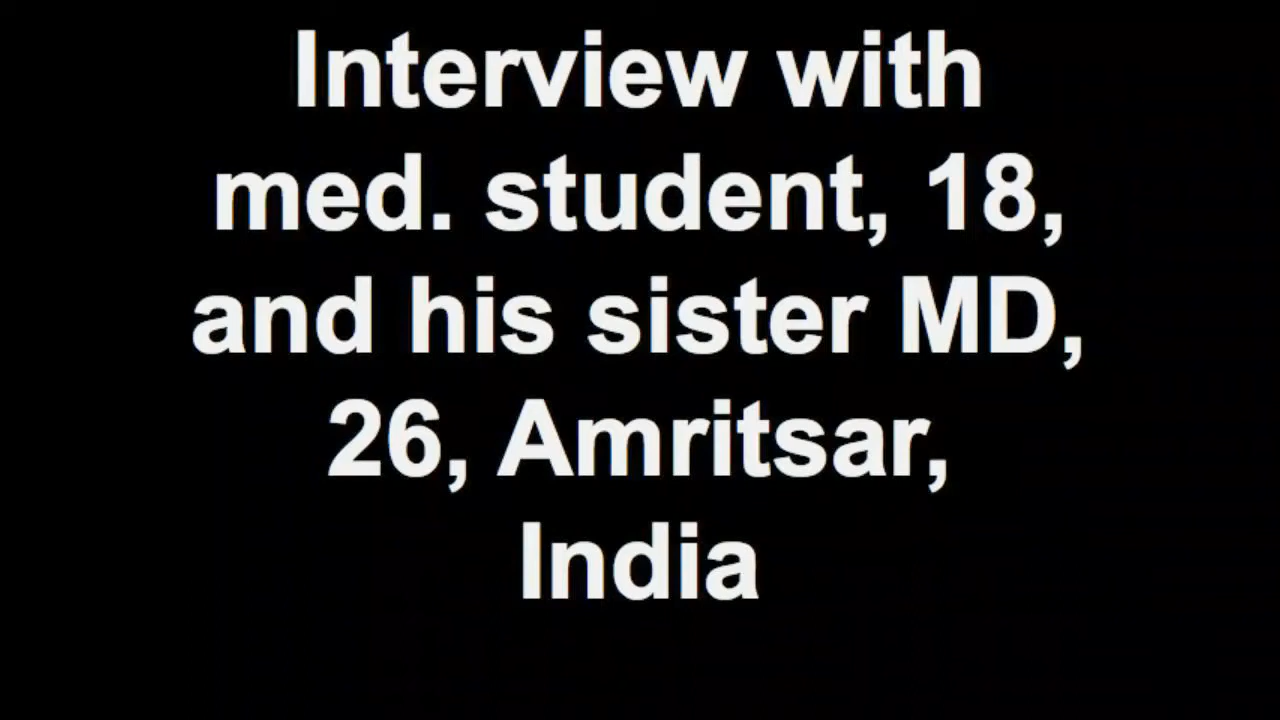 Interview with
med. student, 18,
and his sister MD,
26, Amritsar,
India